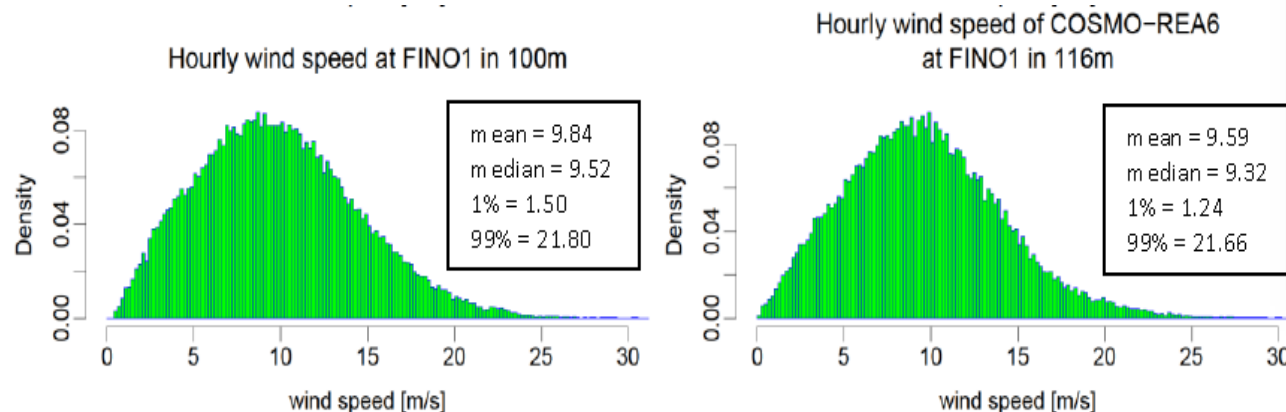 Hourly wind speed at FINO1 in 100m
mean = 9.84
median = 9.52
1% = 1.50
99% = 21.80
Density
0.00 0.04 0.08
0 5 10 15 20 25 30
wind speed [m/s]
Hourly wind speed of COSMO−REA6
at FINO1 in 116m
mean = 9.59
median = 9.32
1% = 1.24
99% = 21.66
Density
0.00 0.04 0.08
0 5 10 15 20 25 30
wind speed [m/s]